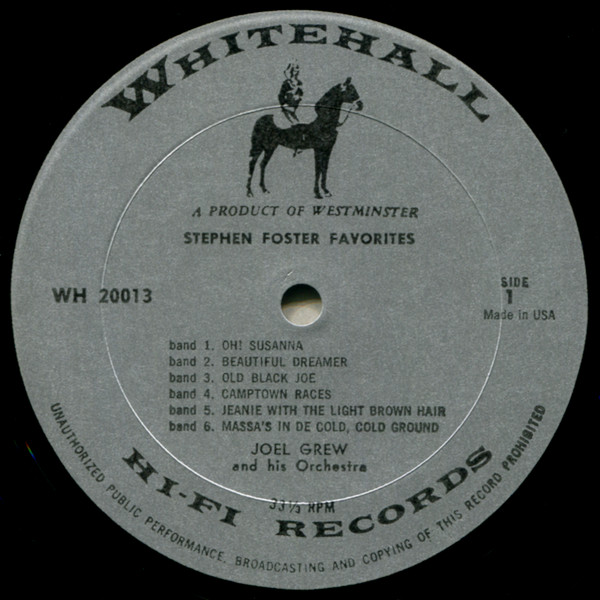 WHITEHALL
A PRODUCT OF WESTMINSTER
STEPHEN FOSTER FAVORITES
WH 20013
SIDE
1
Made in USA
band 1. OH! SUSANNA
band 2. BEAUTIFUL DREAMER
band 3. OLD BLACK JOE
band 4. CAMPTOWN RACES
band 5. JEANIE WITH THE LIGHT BROWN HAIR
band 6. MASSA'S IN DE COLD, COLD GROUND
JOEL GREW
and his Orchestra
33⅓ RPM
HI-FI RECORDS
UNAUTHORIZED PUBLIC PERFORMANCE, BROADCASTING AND COPYING OF THIS RECORD PROHIBITED